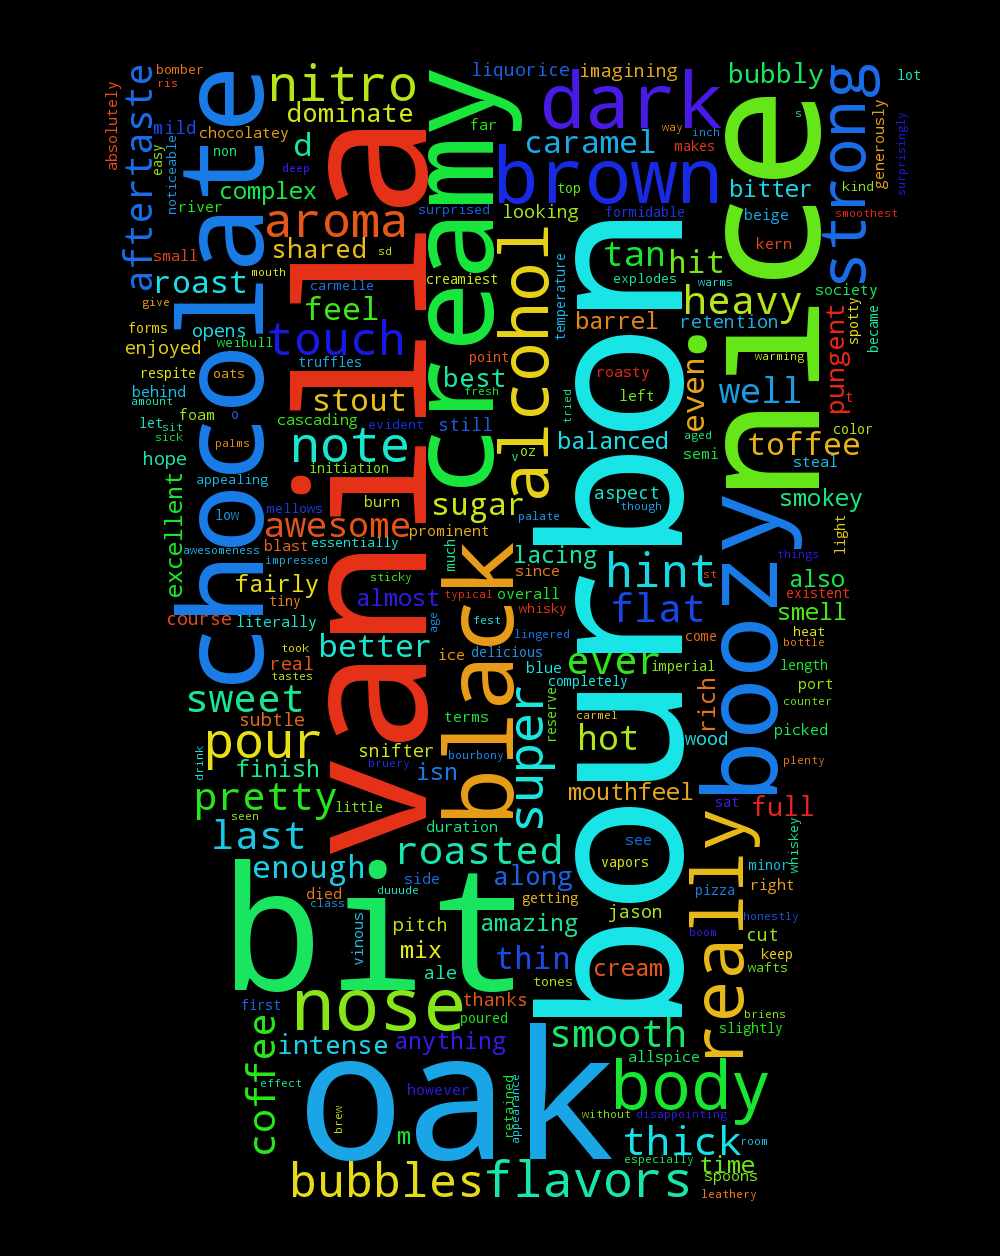 bomber
ris
absolutely
aftertaste
mild
easy
noticeable
chocolatey
non
river
small
chocolate
nitro
dominate
d
complex
deep
aroma
shared
sd
mouth
roast
opens
give
forms
enjoyed
weibull
carmelle
feel
touch
truffles
respite
behind
amount
oats
foam
o
let
sit
sick
palms
hope
appealing
low
excellent
awesomeness
vanilla
creamy
far
liquorice
imagining
dark
way
inch
makes
caramel
brown
top
surprised
looking
formidable
creamiest
alcohol
temperature
bourbon
tan
hit
explodes
warms
heavy
barrel
retention
bubbly
s
lot
nice
strong
generously
surprisingly
bitter
kind
beige
smoothest
kern
society
spotty
became
pungent
t
warming
well
even
color
toffee
steal
smokey
light
point
best
fresh
stout
cascading
evident
still
note
initiation
burn
mellows
awesome
sugar
prominent
v
oz
tried
roasty
left
balanced
aged
semi
aspect
though
palate
lacing
blast
essentially
impressed
fairly
tiny
course
literally
sticky
almost
much
typical
since
overall
whisky
age
fest
lingered
black
hint
st
flat
things
boozy
also
existent
smell
heat
bottle
length
port
counter
picked
plenty
took
better
real
tastes
sweet
subtle
ice
delicious
blue
completely
ever
imperial
come
rich
terms
super
reserve
carmel
hot
wood
pour
snifter
bourbony
bruery
isn
drink
finish
pretty
little
seen
mouthfeel
sat
full
last
duration
roasted
enough
whiskey
see
vapors
minor
really
bit
died
class
duuude
side
along
getting
pizza
right
vinous
pitch
amazing
jason
honestly
boom
cut
mix
ale
thin
cream
keep
wafts
tones
nose
thanks
first
poured
briens
slightly
coffee
intense
anything
smooth
allspice
effect
oak
however
retained
appearance
body
brew
m
without
disappointing
thick
room
especially
time
spoons
bubbles
flavors
leathery